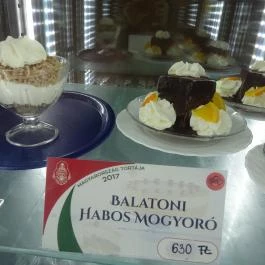 MAGYARORSZÁG TORTÁJA
2017
BALATONI
HABOS MOGYORÓ
630 Ft